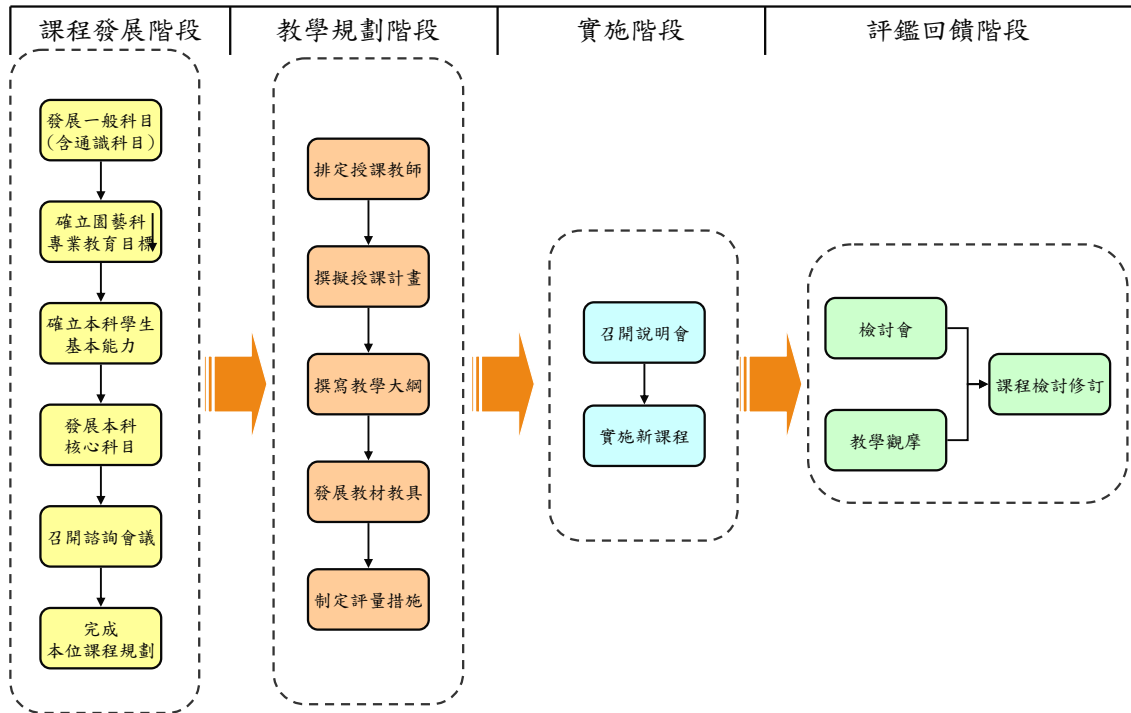 課程發展階段
教學規劃階段
實施階段
評鑑回饋階段
發展一般科目
(含通識科目)
確立園藝科
專業教育目標
確立本科學生
基本能力
發展本科
核心科目
召開諮詢會議
完成
本位課程規劃
排定授課教師
撰擬授課計畫
撰寫教學大綱
發展教材教具
制定評量措施
召開說明會
實施新課程
檢討會
教學觀摩
課程檢討修訂